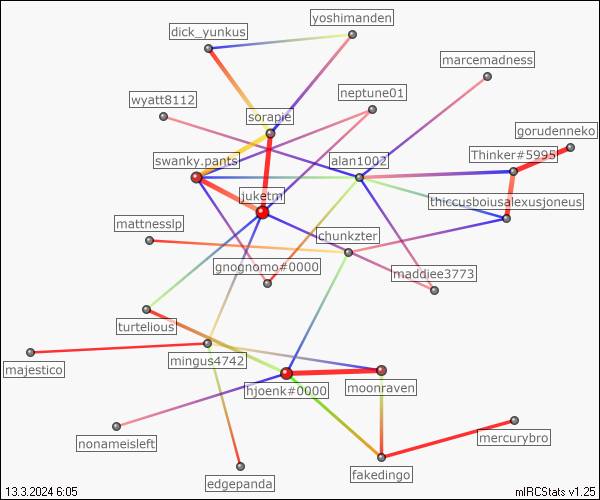 yoshimanden
dick_yunkus
marcemadness
neptune01
wyatt8112
sorapie
gorudenneko
Thinker#5995
swanky.pants
alan1002
juketm
thiccusboiusalexusjoneus
mattnesslp
chunkzter
gnognomo#0000
maddiee3773
turtelious
mingus4742
majestico
hjoenk#0000
moonraven
nonameisleft
mercurybro
fakedingo
edgepanda
13.3.2024 6:05
mIRCStats v1.25